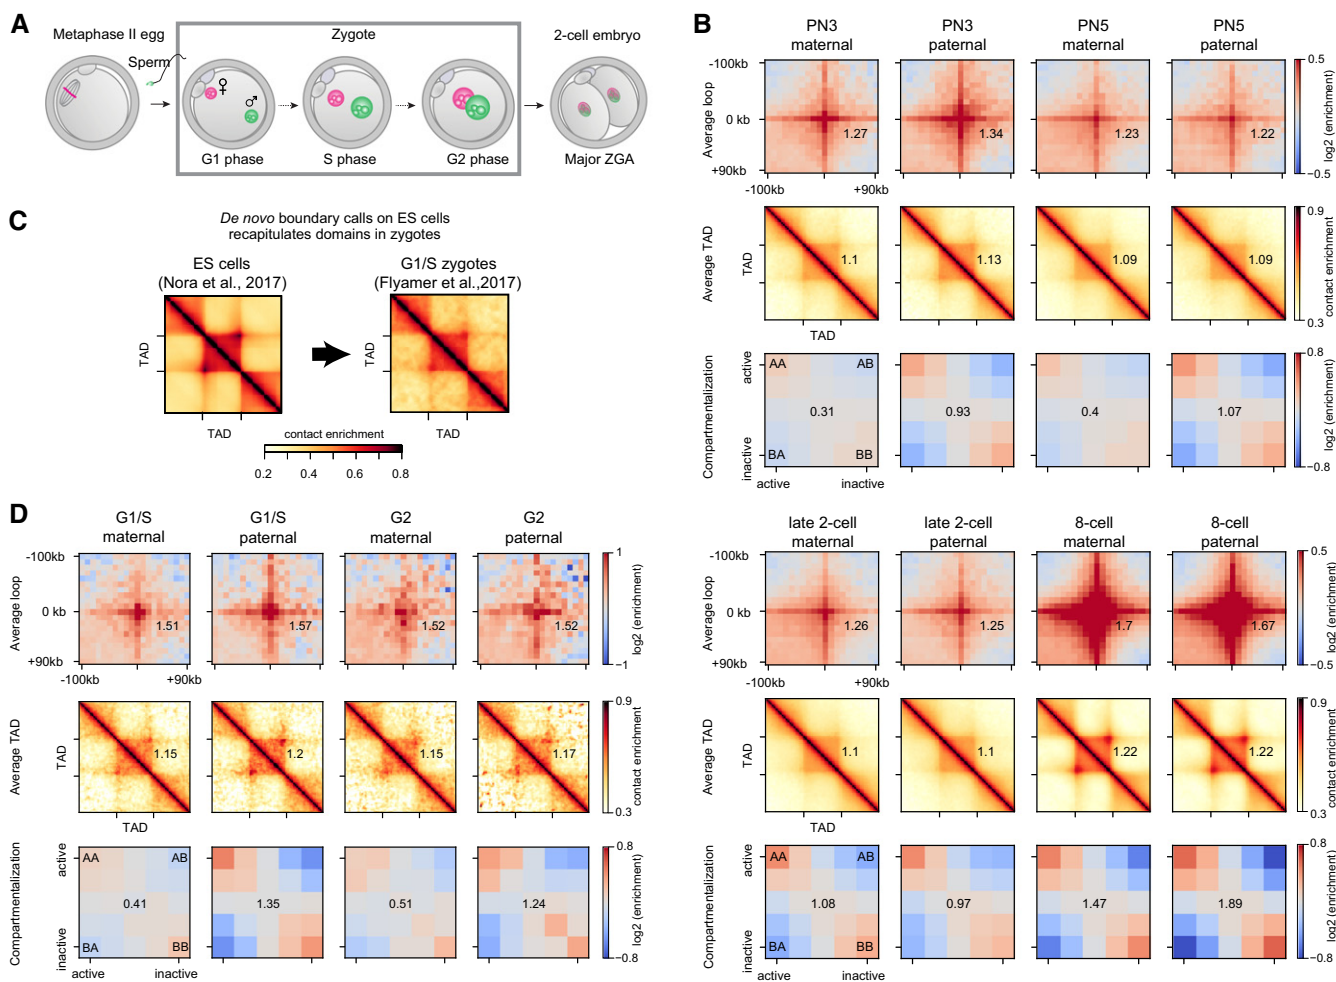 A
Metaphase II egg
Sperm
Zygote
2-cell embryo
♀
♂
G1 phase
S phase
G2 phase
Major ZGA
B
PN3 maternal
PN3 paternal
PN5 maternal
PN5 paternal
Average loop
-100kb
0 kb
+90kb
1.27
1.34
1.23
1.22
-100kb
+90kb
0.5
log2 (enrichment)
-0.5
Average TAD
TAD
1.1
1.13
1.09
1.09
TAD
0.9
contact enrichment
0.3
Compartmentalization
active
inactive
AA
AB
BA
BB
0.31
0.93
0.4
1.07
active
inactive
0.8
log2 (enrichment)
-0.8
late 2-cell maternal
late 2-cell paternal
8-cell maternal
8-cell paternal
Average loop
-100kb
0 kb
+90kb
1.26
1.25
1.7
1.67
-100kb
+90kb
0.5
log2 (enrichment)
-0.5
Average TAD
TAD
1.1
1.1
1.22
1.22
TAD
0.9
contact enrichment
0.3
Compartmentalization
active
inactive
AA
AB
BA
BB
1.08
0.97
1.47
1.89
active
inactive
0.8
log2 (enrichment)
−0.8
C
De novo boundary calls on ES cells
recapitulates domains in zygotes
ES cells
(Nora et al., 2017)
G1/S zygotes
(Flyamer et al.,2017)
TAD
TAD
TAD
TAD
contact enrichment
0.2
0.4
0.6
0.8
D
G1/S maternal
G1/S paternal
G2 maternal
G2 paternal
Average loop
-100kb
0 kb
+90kb
1.51
1.57
1.52
1.52
-100kb
+90kb
1
log2 (enrichment)
−1
Average TAD
TAD
1.15
1.2
1.15
1.17
TAD
0.9
contact enrichment
0.3
Compartmentalization
active
inactive
AA
AB
BA
BB
0.41
1.35
0.51
1.24
active
inactive
0.8
log2 (enrichment)
−0.8